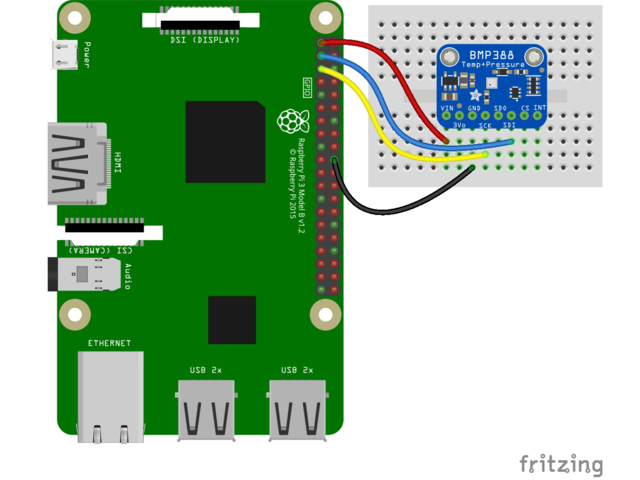 DSI (DISPLAY)
Power
GPIO
HDMI
Raspberry Pi 3 Model B v1.2
© Raspberry Pi 2015
CSI (CAMERA)
Audio
ETHERNET
USB 2x
USB 2x
BMP388
Temp+Pressure
VIN GND SDO CS INT
3Vo SCK SDI
fritzing